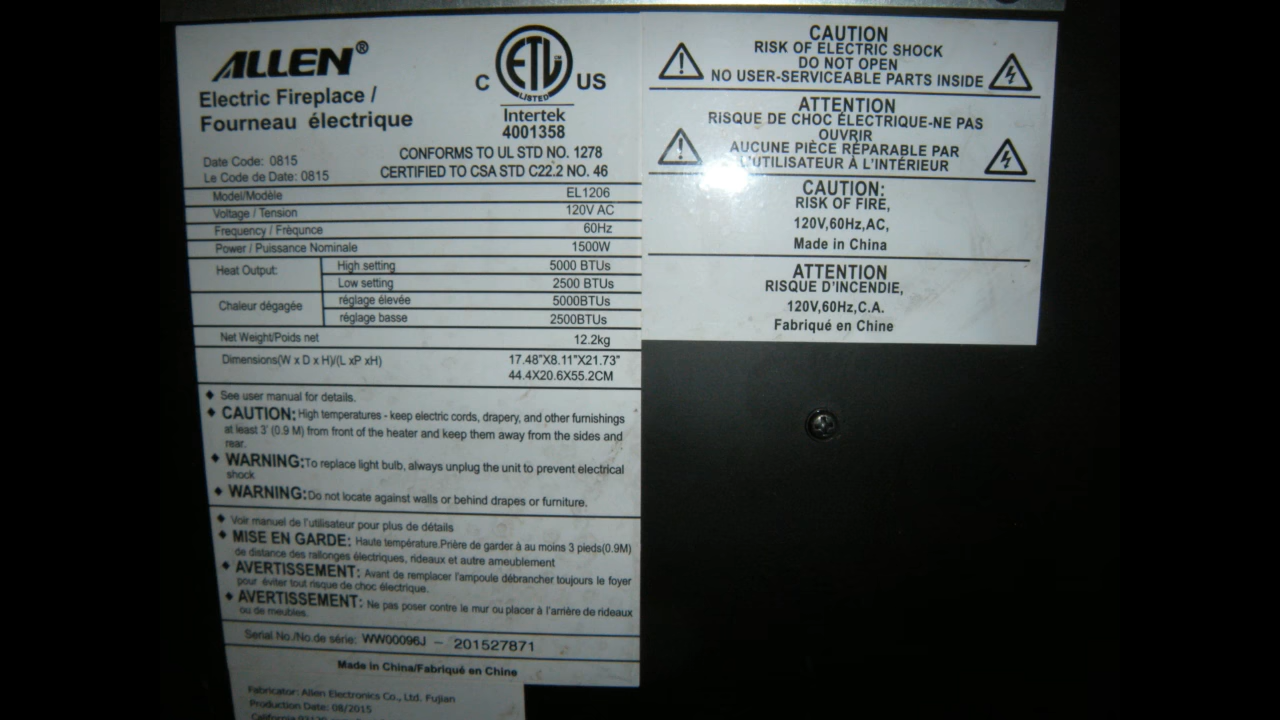 ALLEN®
Electric Fireplace /
Fourneau électrique
C ETL US
LISTED
Intertek
4001358
Date Code: 0815
Le Code de Date: 0815
CONFORMS TO UL STD NO. 1278
CERTIFIED TO CSA STD C22.2 NO. 46
Model/Modèle EL1206
Voltage / Tension 120V AC
Frequency / Fréqunce 60Hz
Power / Puissance Nominale 1500W
Heat Output: High setting 5000 BTUs
Low setting 2500 BTUs
Chaleur dégagée réglage élevée 5000BTUs
réglage basse 2500BTUs
Net Weight/Poids net 12.2kg
Dimensions(W x D x H)/(L xP xH) 17.48"X8.11"X21.73"
44.4X20.6X55.2CM
◆ See user manual for details.
◆ CAUTION: High temperatures - keep electric cords, drapery, and other furnishings
at least 3' (0.9 M) from front of the heater and keep them away from the sides and
rear.
◆ WARNING:To replace light bulb, always unplug the unit to prevent electrical
shock
◆ WARNING:Do not locate against walls or behind drapes or furniture.
◆ Voir manuel de l'utilisateur pour plus de détails
◆ MISE EN GARDE: Haute température.Prière de garder à au moins 3 pieds(0.9M)
de distance des rallonges électriques, rideaux et autre ameublement
◆ AVERTISSEMENT: Avant de remplacer l'ampoule débrancher toujours le foyer
pour éviter tout risque de choc électrique.
◆ AVERTISSEMENT: Ne pas poser contre le mur ou placer à l'arrière de rideaux
ou de meubles.
Serial No./No.de série: WW00096J - 201527871
Made in China/Fabriqué en Chine
Fabricator: Allen Electronics Co., Ltd. Fujian
Production Date: 08/2015
California 93120
CAUTION
RISK OF ELECTRIC SHOCK
DO NOT OPEN
NO USER-SERVICEABLE PARTS INSIDE
ATTENTION
RISQUE DE CHOC ÉLECTRIQUE-NE PAS
OUVRIR
AUCUNE PIÈCE RÉPARABLE PAR
L'UTILISATEUR À L'INTÉRIEUR
CAUTION:
RISK OF FIRE,
120V,60Hz,AC,
Made in China
ATTENTION
RISQUE D'INCENDIE,
120V,60Hz,C.A.
Fabriqué en Chine